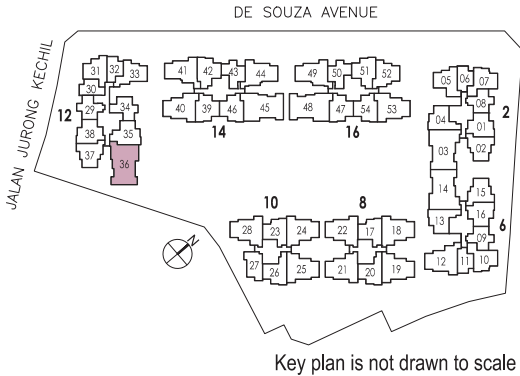 DE SOUZA AVENUE
JALAN JURONG KECHIL
31 32 33
30
29
34
12
38
35
37
36
41 42 43 44
40 39 46 45
14
49 50 51 52
48 47 54 53
16
05 06 07
08
2
04
01
03
02
14
15
13
16
6
09
12 11 10
10
28 23 24
27 26 25
8
22 17 18
21 20 19
N
Key plan is not drawn to scale